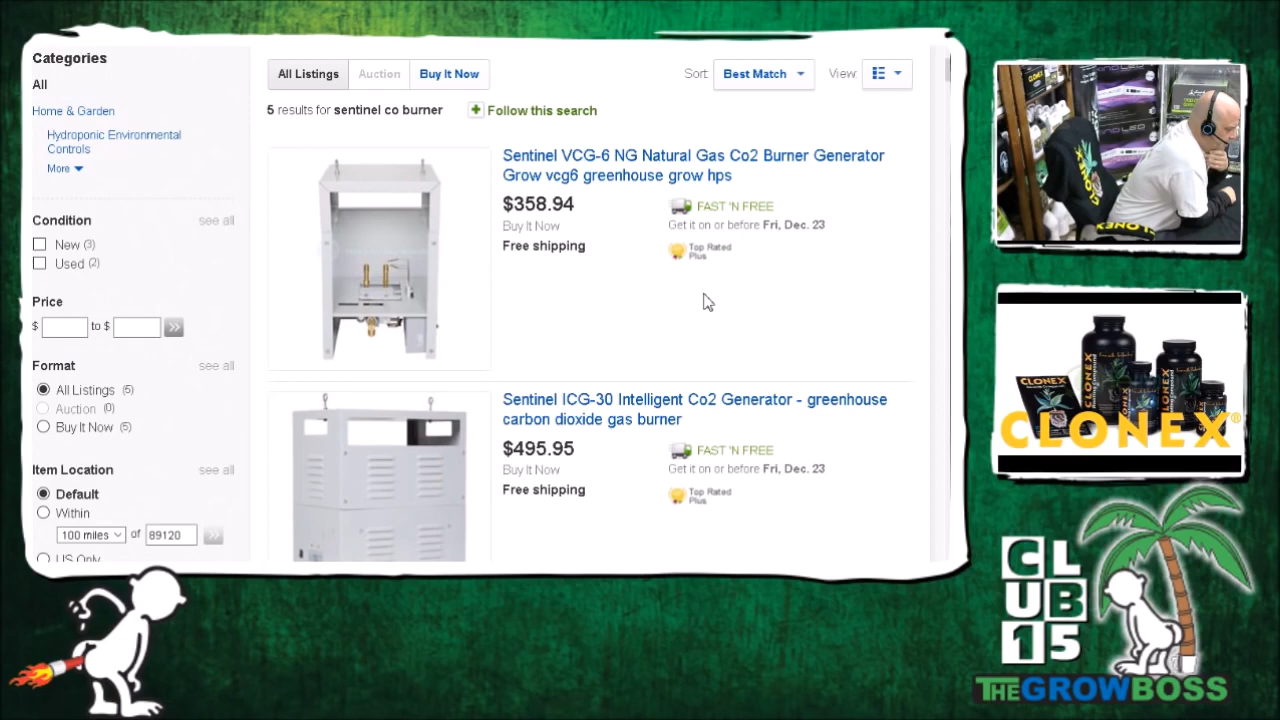 Categories
All
Home & Garden
Hydroponic Environmental
Controls
More
Condition
see all
New (3)
Used (2)
Price
$ to $
Format
see all
All Listings (5)
Auction (0)
Buy It Now (5)
Item Location
see all
Default
Within
100 miles of 89120
US Only
All Listings
Auction
Buy It Now
Sort:
Best Match
View:
5 results for sentinel co burner
Follow this search
Sentinel VCG-6 NG Natural Gas Co2 Burner Generator
Grow vcg6 greenhouse grow hps
$358.94
Buy It Now
Free shipping
FAST 'N FREE
Get it on or before Fri, Dec. 23
Top Rated
Plus
Sentinel ICG-30 Intelligent Co2 Generator - greenhouse
carbon dioxide gas burner
$495.95
Buy It Now
Free shipping
FAST 'N FREE
Get it on or before Fri, Dec. 23
Top Rated
Plus
CLONEX
CLONEX
CLONEX
CLONEX
CLONEX®
CLUB
15
THEGROWBOSS